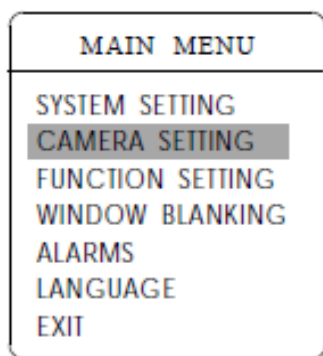 MAIN MENU
SYSTEM SETTING
CAMERA SETTING
FUNCTION SETTING
WINDOW BLANKING
ALARMS
LANGUAGE
EXIT